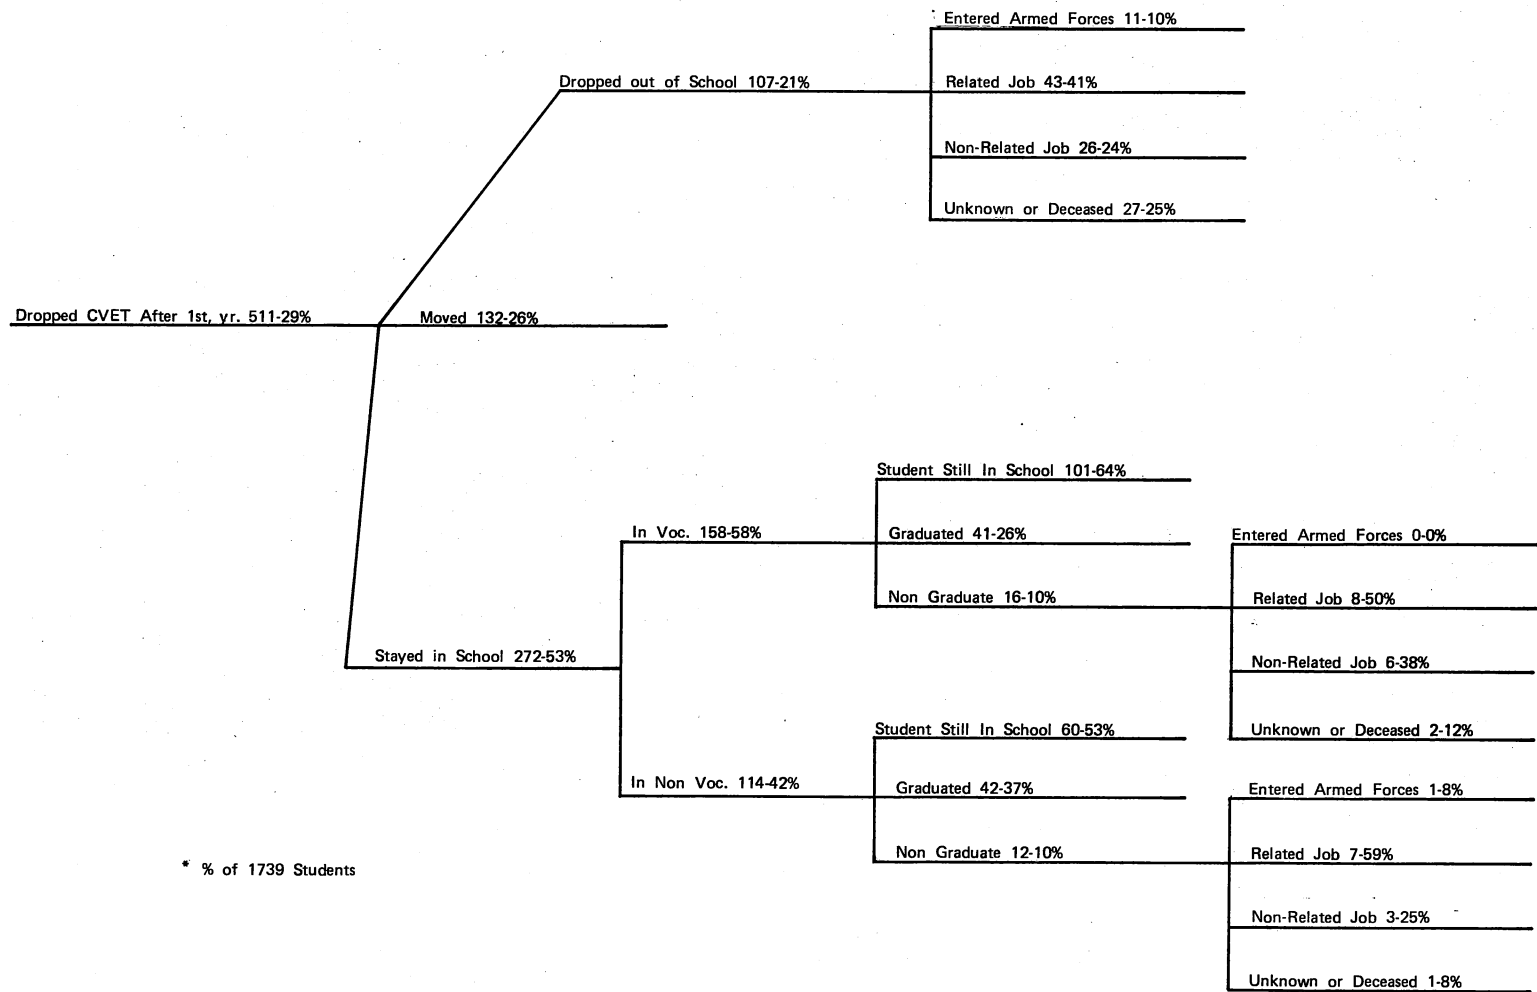 Entered Armed Forces 11-10%
Dropped out of School 107-21%
Related Job 43-41%
Non-Related Job 26-24%
Unknown or Deceased 27-25%
Dropped CVET After 1st, yr. 511-29%
Moved 132-26%
Student Still In School 101-64%
In Voc. 158-58%
Graduated 41-26%
Entered Armed Forces 0-0%
Non Graduate 16-10%
Related Job 8-50%
Stayed in School 272-53%
Non-Related Job 6-38%
Student Still In School 60-53%
Unknown or Deceased 2-12%
In Non Voc. 114-42%
Graduated 42-37%
Entered Armed Forces 1-8%
Non Graduate 12-10%
Related Job 7-59%
* % of 1739 Students
Non-Related Job 3-25%
Unknown or Deceased 1-8%